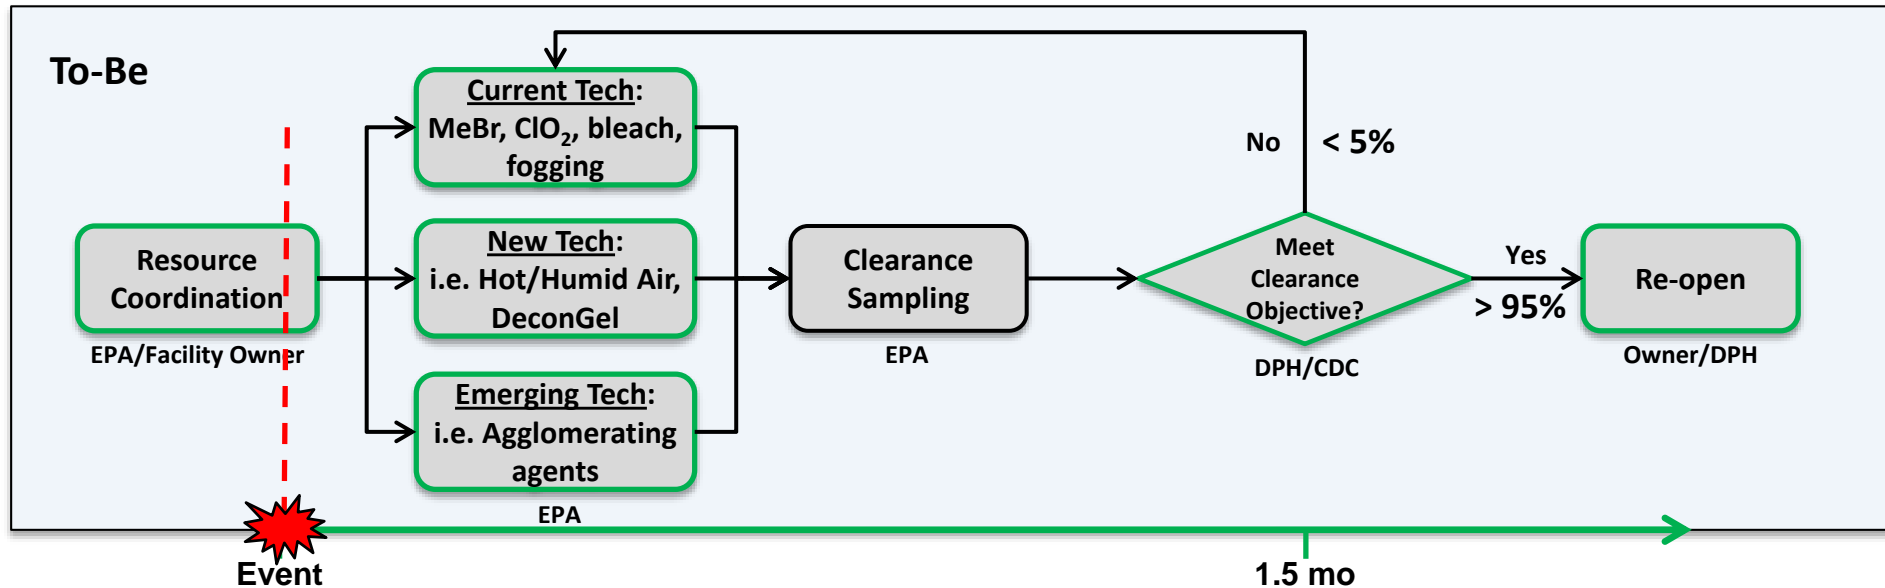 To-Be
Resource
Coordination
EPA/Facility Owner
Current Tech:
MeBr, ClO₂, bleach,
fogging
New Tech:
i.e. Hot/Humid Air,
DeconGel
Emerging Tech:
i.e. Agglomerating
agents
EPA
Clearance
Sampling
EPA
Meet
Clearance
Objective?
DPH/CDC
No < 5%
Yes
> 95%
Re-open
Owner/DPH
Event
1.5 mo